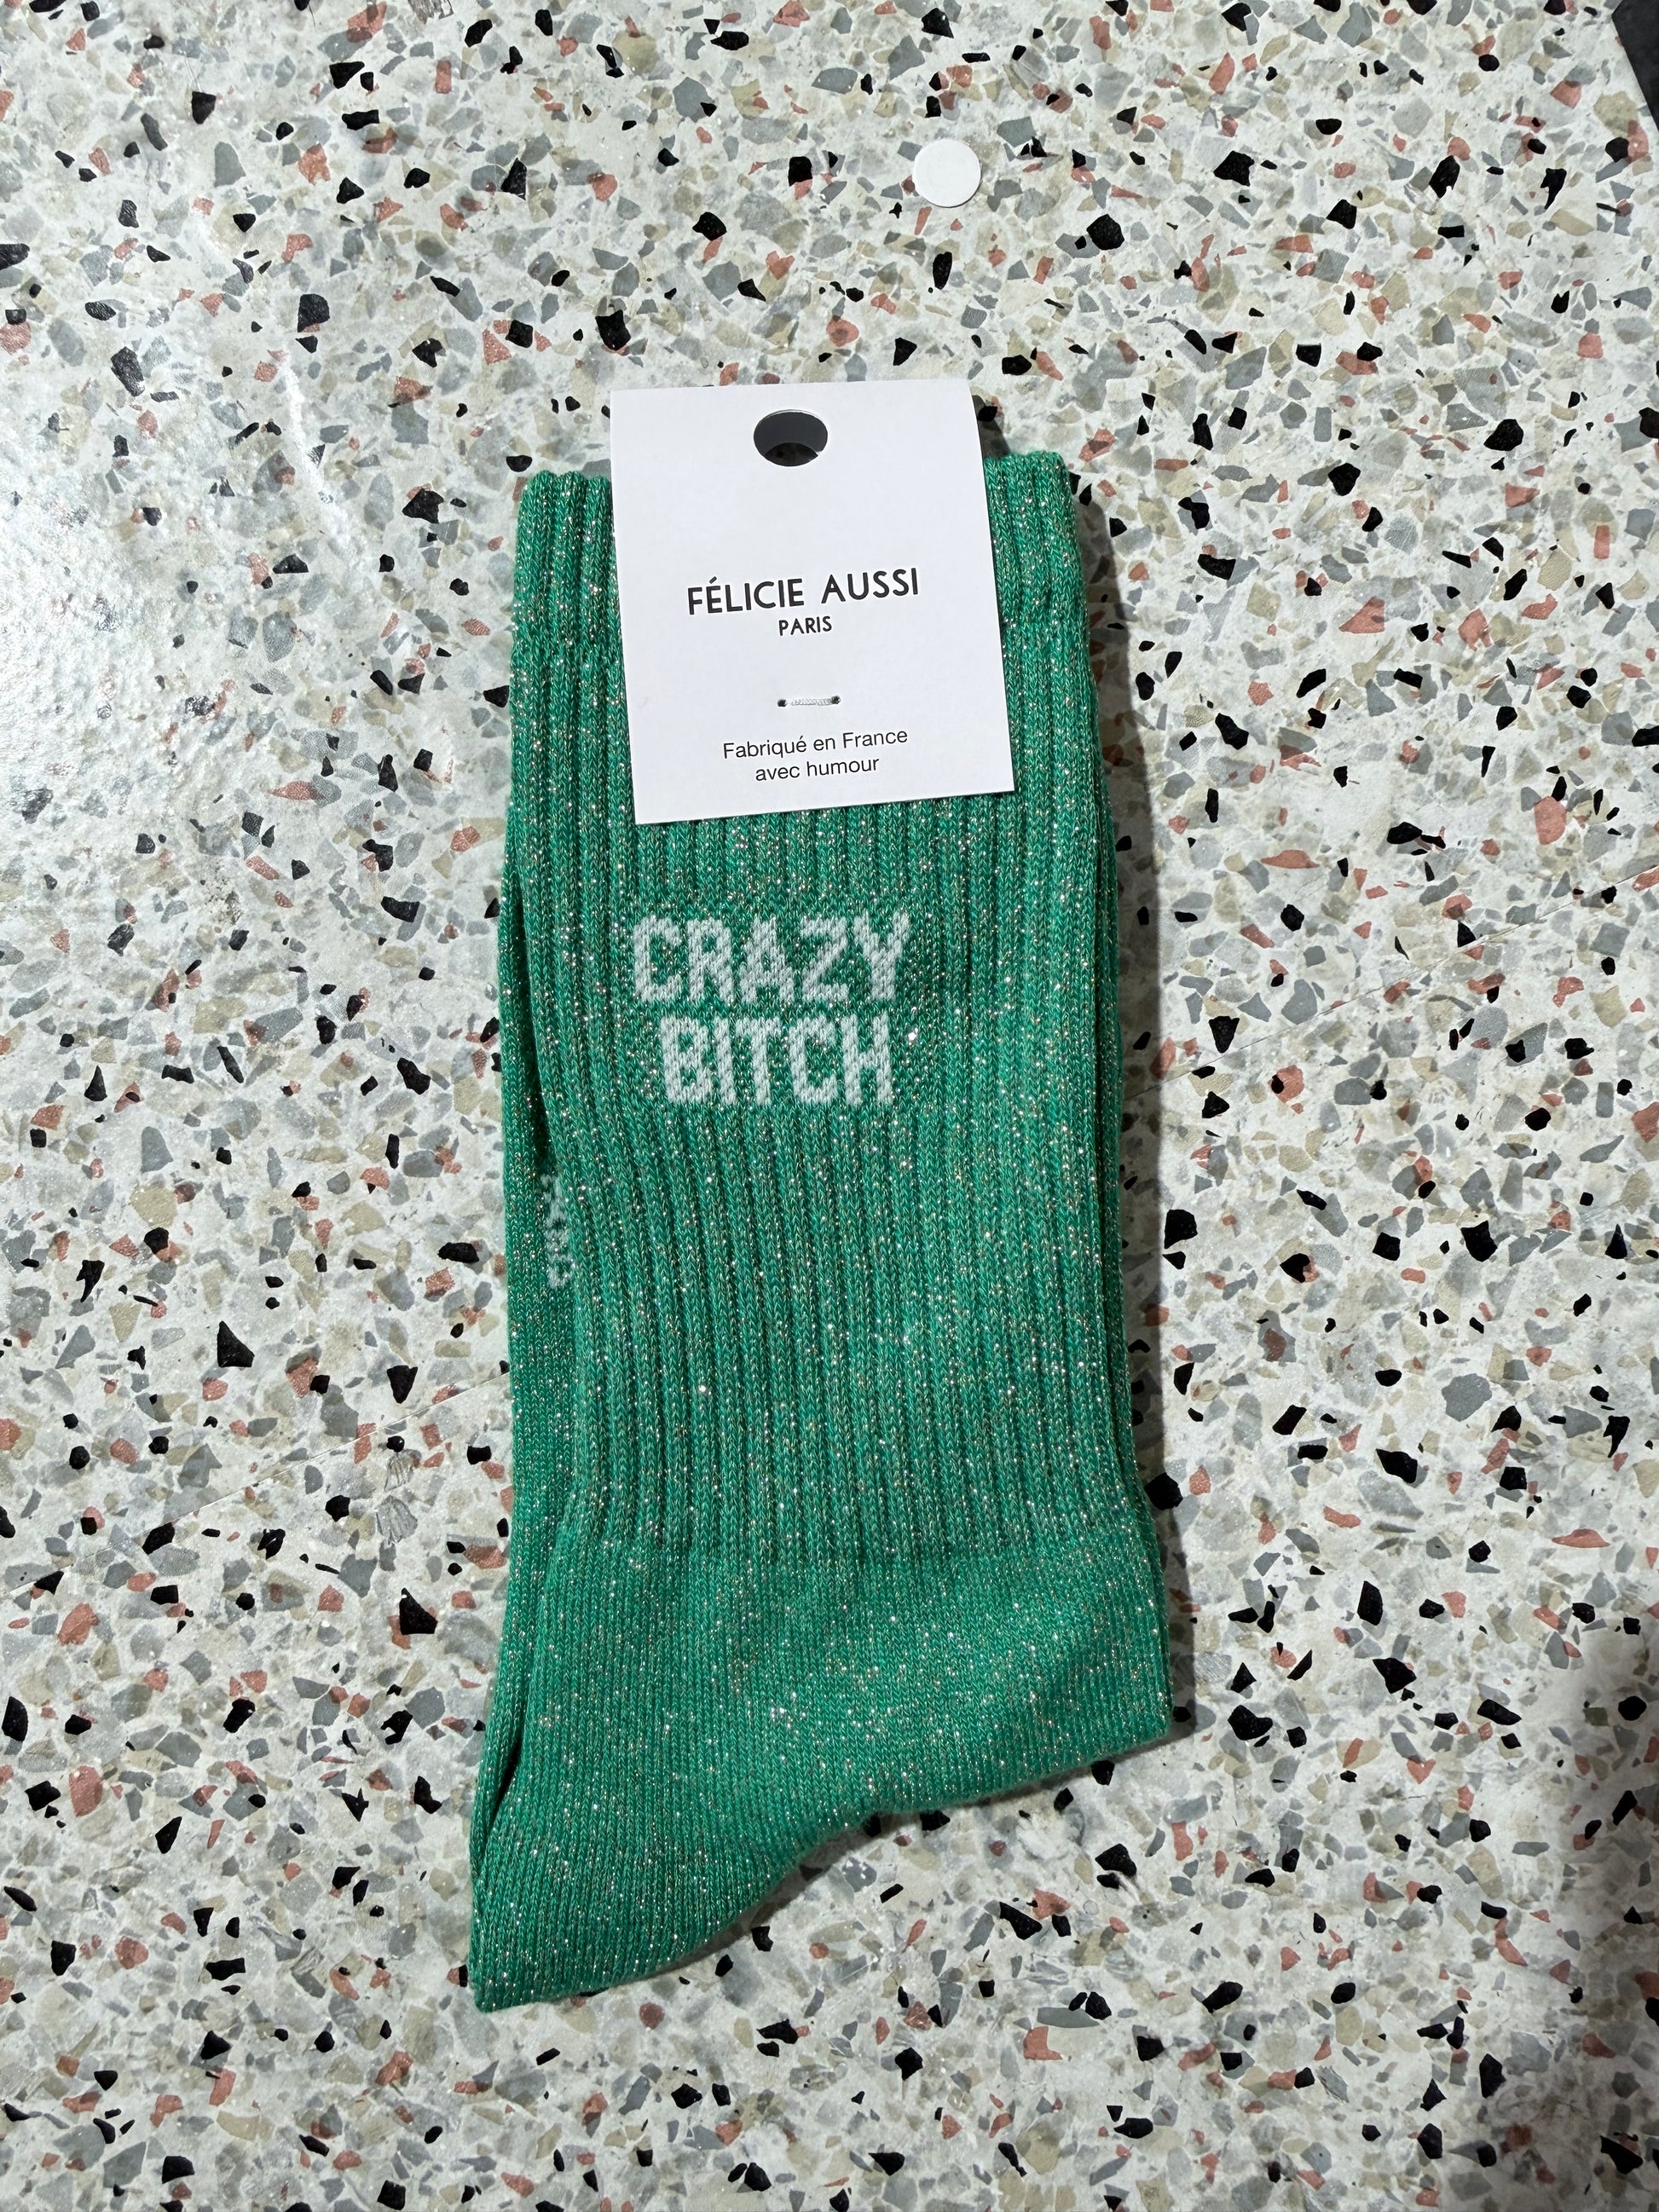 FÉLICIE AUSSI
PARIS
Fabriqué en France
avec humour
CRAZY
BITCH